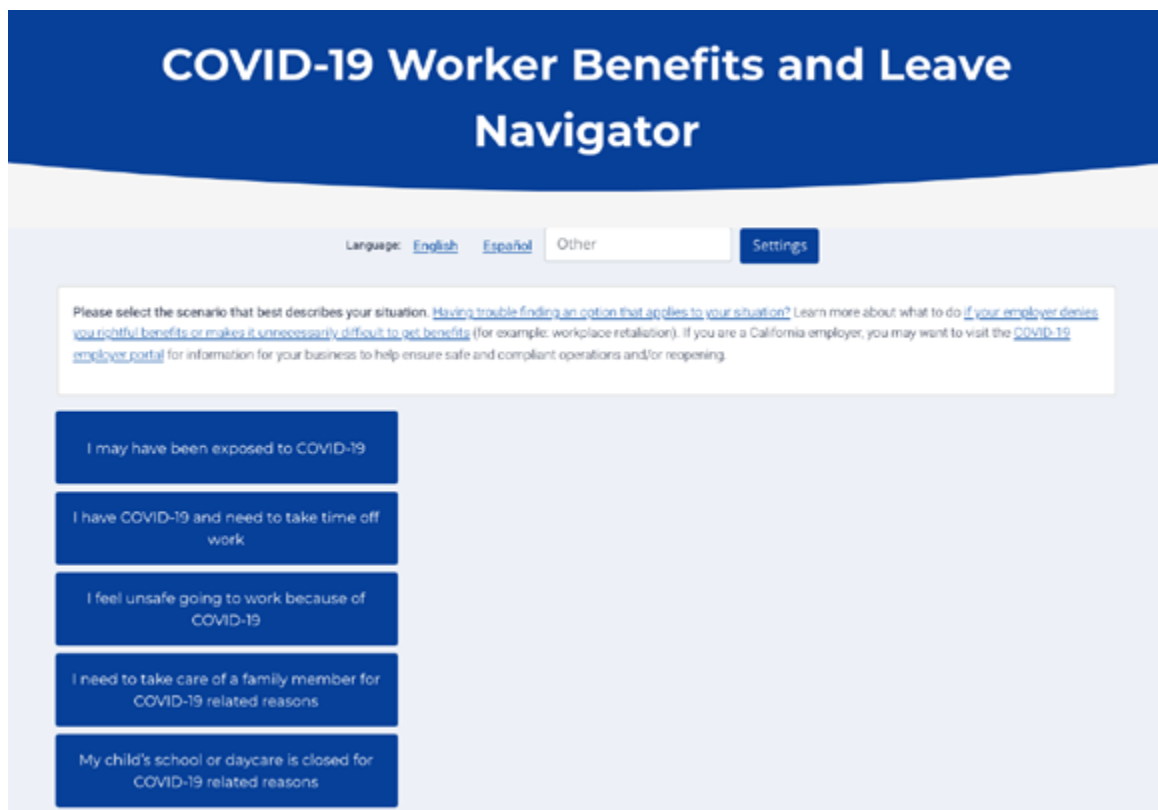 COVID-19 Worker Benefits and Leave
Navigator
Language: English Español Other Settings
Please select the scenario that best describes your situation. Having trouble finding an option that applies to your situation? Learn more about what to do if your employer denies
you rightful benefits or makes it unnecessarily difficult to get benefits (for example: workplace retaliation). If you are a California employer, you may want to visit the COVID-19
employer portal for information for your business to help ensure safe and compliant operations and/or reopening.
I may have been exposed to COVID-19
I have COVID-19 and need to take time off
work
I feel unsafe going to work because of
COVID-19
I need to take care of a family member for
COVID-19 related reasons
My child's school or daycare is closed for
COVID-19 related reasons